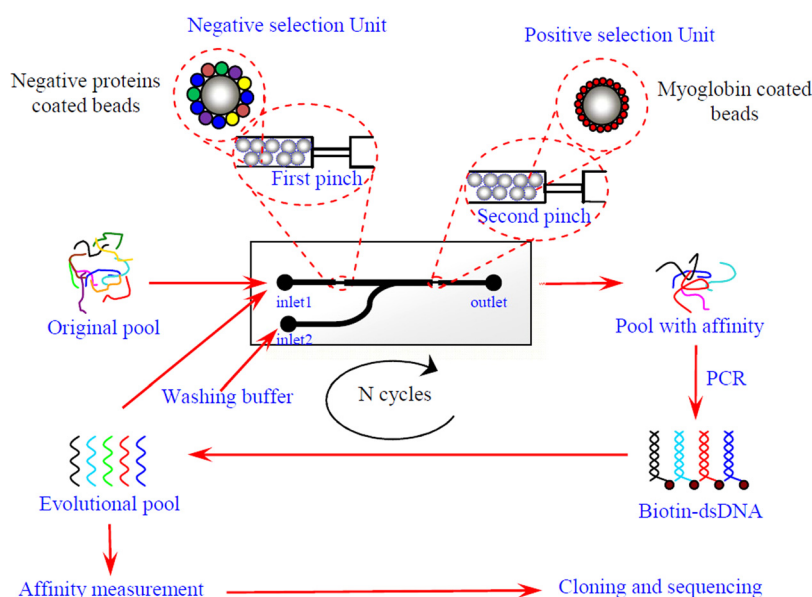 Negative selection Unit
Positive selection Unit
Negative proteins
coated beads
Myoglobin coated
beads
First pinch
Second pinch
Original pool
inlet1
outlet
inlet2
Pool with affinity
Washing buffer
N cycles
PCR
Evolutional pool
Biotin-dsDNA
Affinity measurement
Cloning and sequencing